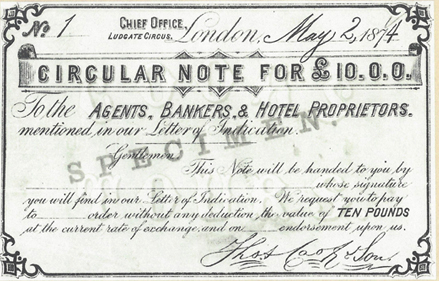 No 1 CHIEF OFFICE,
LUDGATE CIRCUS, London, May 2, 1874.
CIRCULAR NOTE FOR £10.0.0.
To the AGENTS, BANKERS, & HOTEL PROPRIETORS.
mentioned, in our Letter of Indication.
SPECIMEN.
Gentlemen:
This Note will be handed to you by
whose signature
you will find in our Letter of Indication. We request you to pay
to order without any deduction, the value of TEN POUNDS
at the current rate of exchange, and one endorsement upon us.
Thos. Cook & Son.